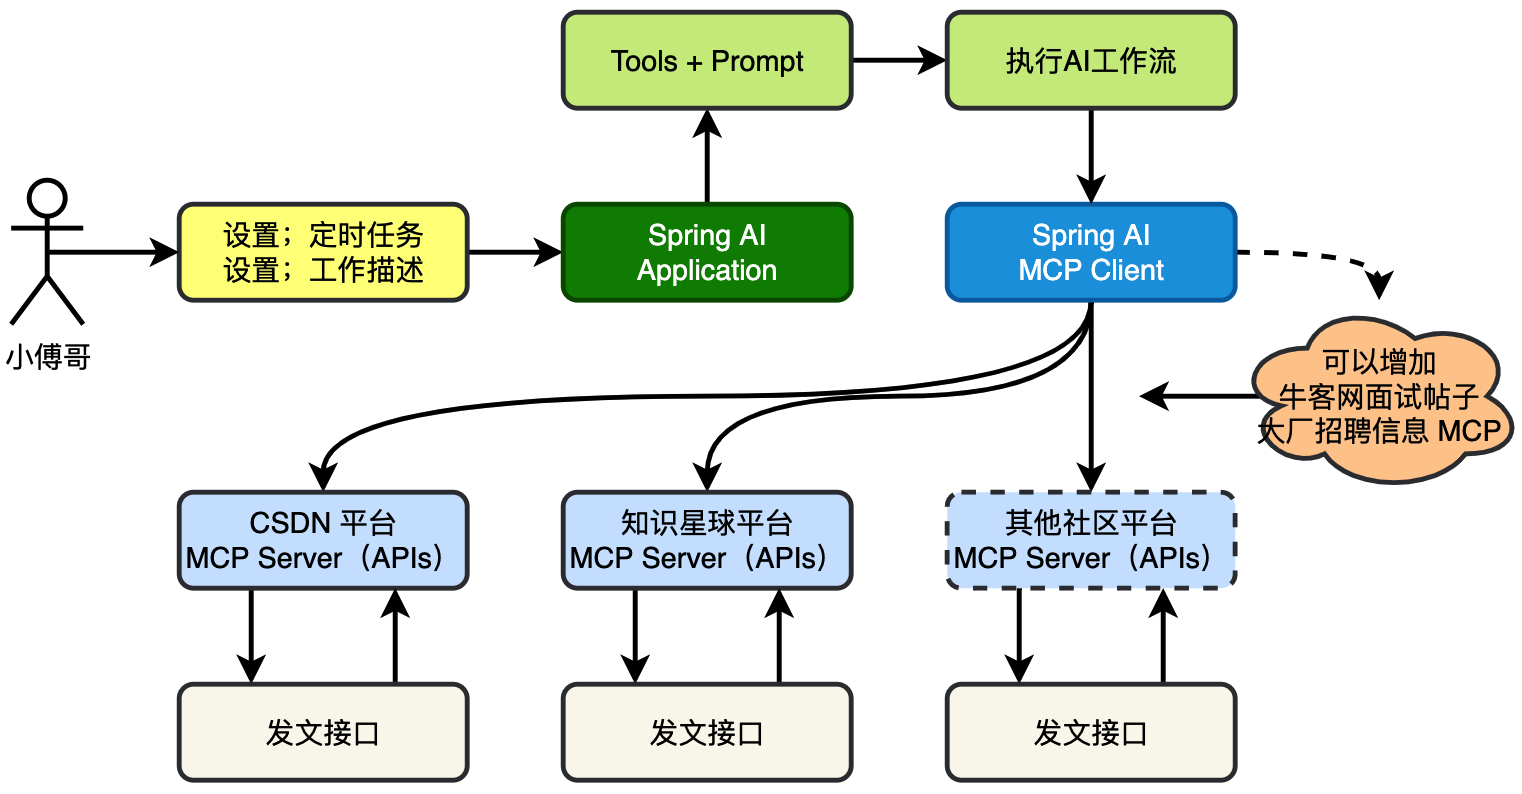 Tools + Prompt
执行AI工作流
小傅哥
设置；定时任务
设置；工作描述
Spring AI
Application
Spring AI
MCP Client
可以增加
牛客网面试帖子
大厂招聘信息 MCP
CSDN 平台
MCP Server（APIs）
知识星球平台
MCP Server（APIs）
其他社区平台
MCP Server（APIs）
发文接口
发文接口
发文接口